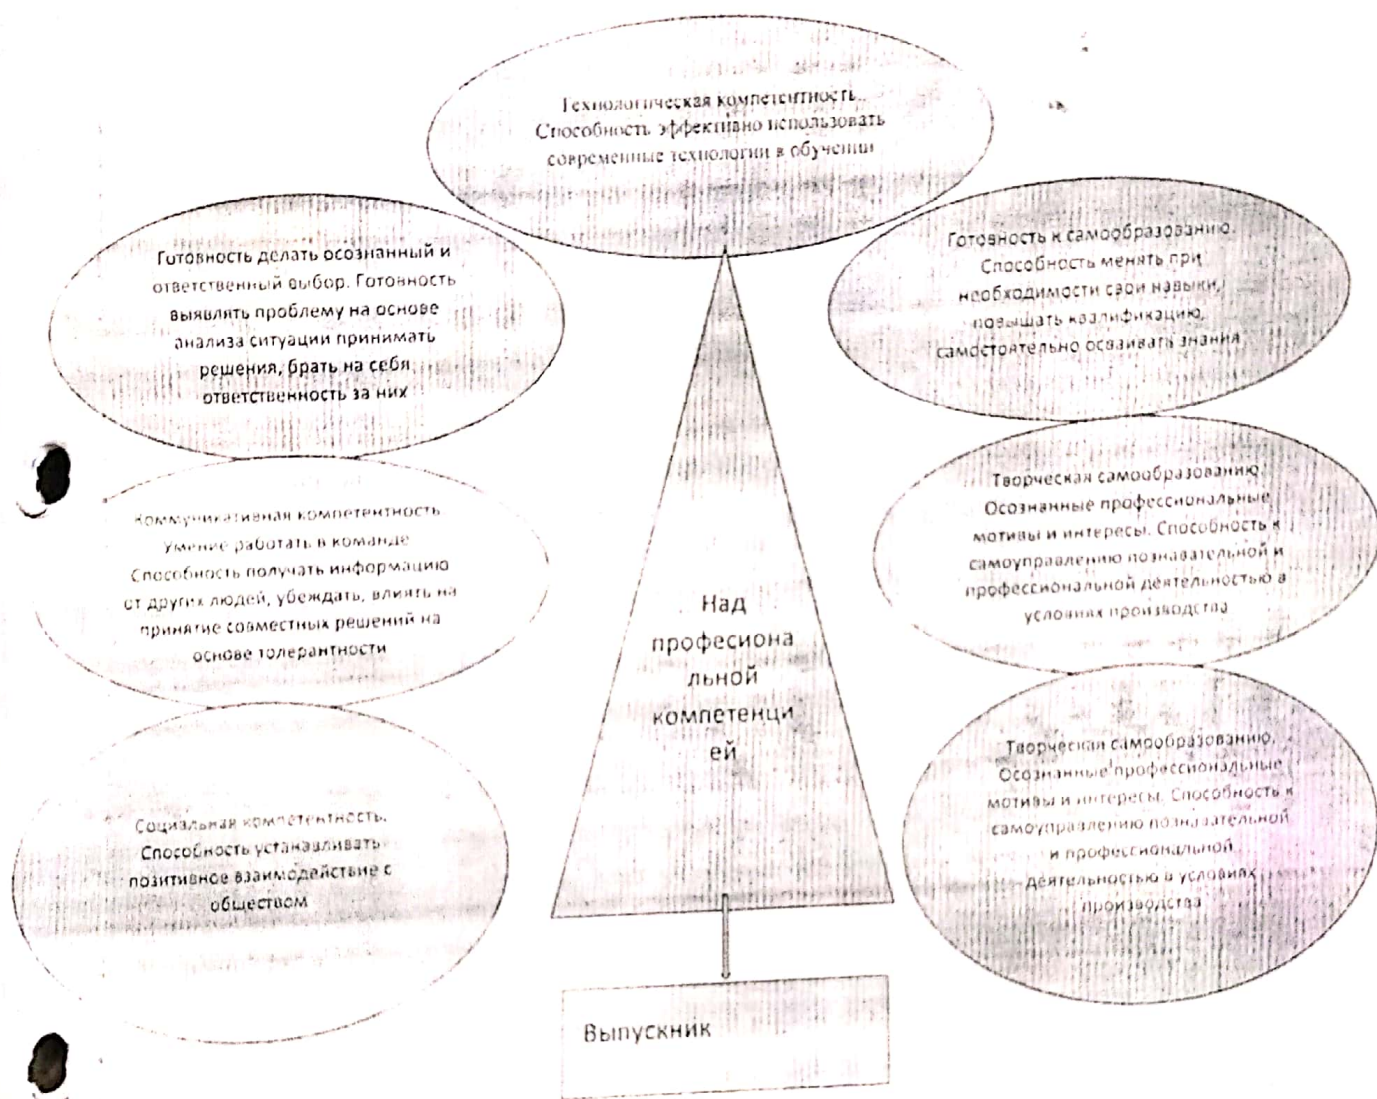 Технологическая компетентность.
Способность эффективно использовать
современные технологии в обучении
Готовность делать осознанный и
ответственный выбор. Готовность
выявлять проблему на основе
анализа ситуации принимать
решения, брать на себя
ответственность за них
Готовность к самообразованию.
Способность менять при
необходимости свои навыки,
повышать квалификацию,
самостоятельно осваивать знания
Коммуникативная компетентность
Умение работать в команде
Способность получать информацию
от других людей, убеждать, влиять на
принятие совместных решений на
основе толерантности
Творческая самообразованию.
Осознанные профессиональные
мотивы и интересы. Способность к
самоуправлению познавательной и
профессиональной деятельностью в
условиях производства
Над
професиона
льной
компетенци
ей
Социальная компетентность.
Способность устанавливать
позитивное взаимодействие с
обществом
Творческая самрообразованию.
Осознанные профессиональные
мотивы и интересы. Способность к
самоуправлению познавательной
и профессиональной
деятельностью в условиях
производства
Выпускник